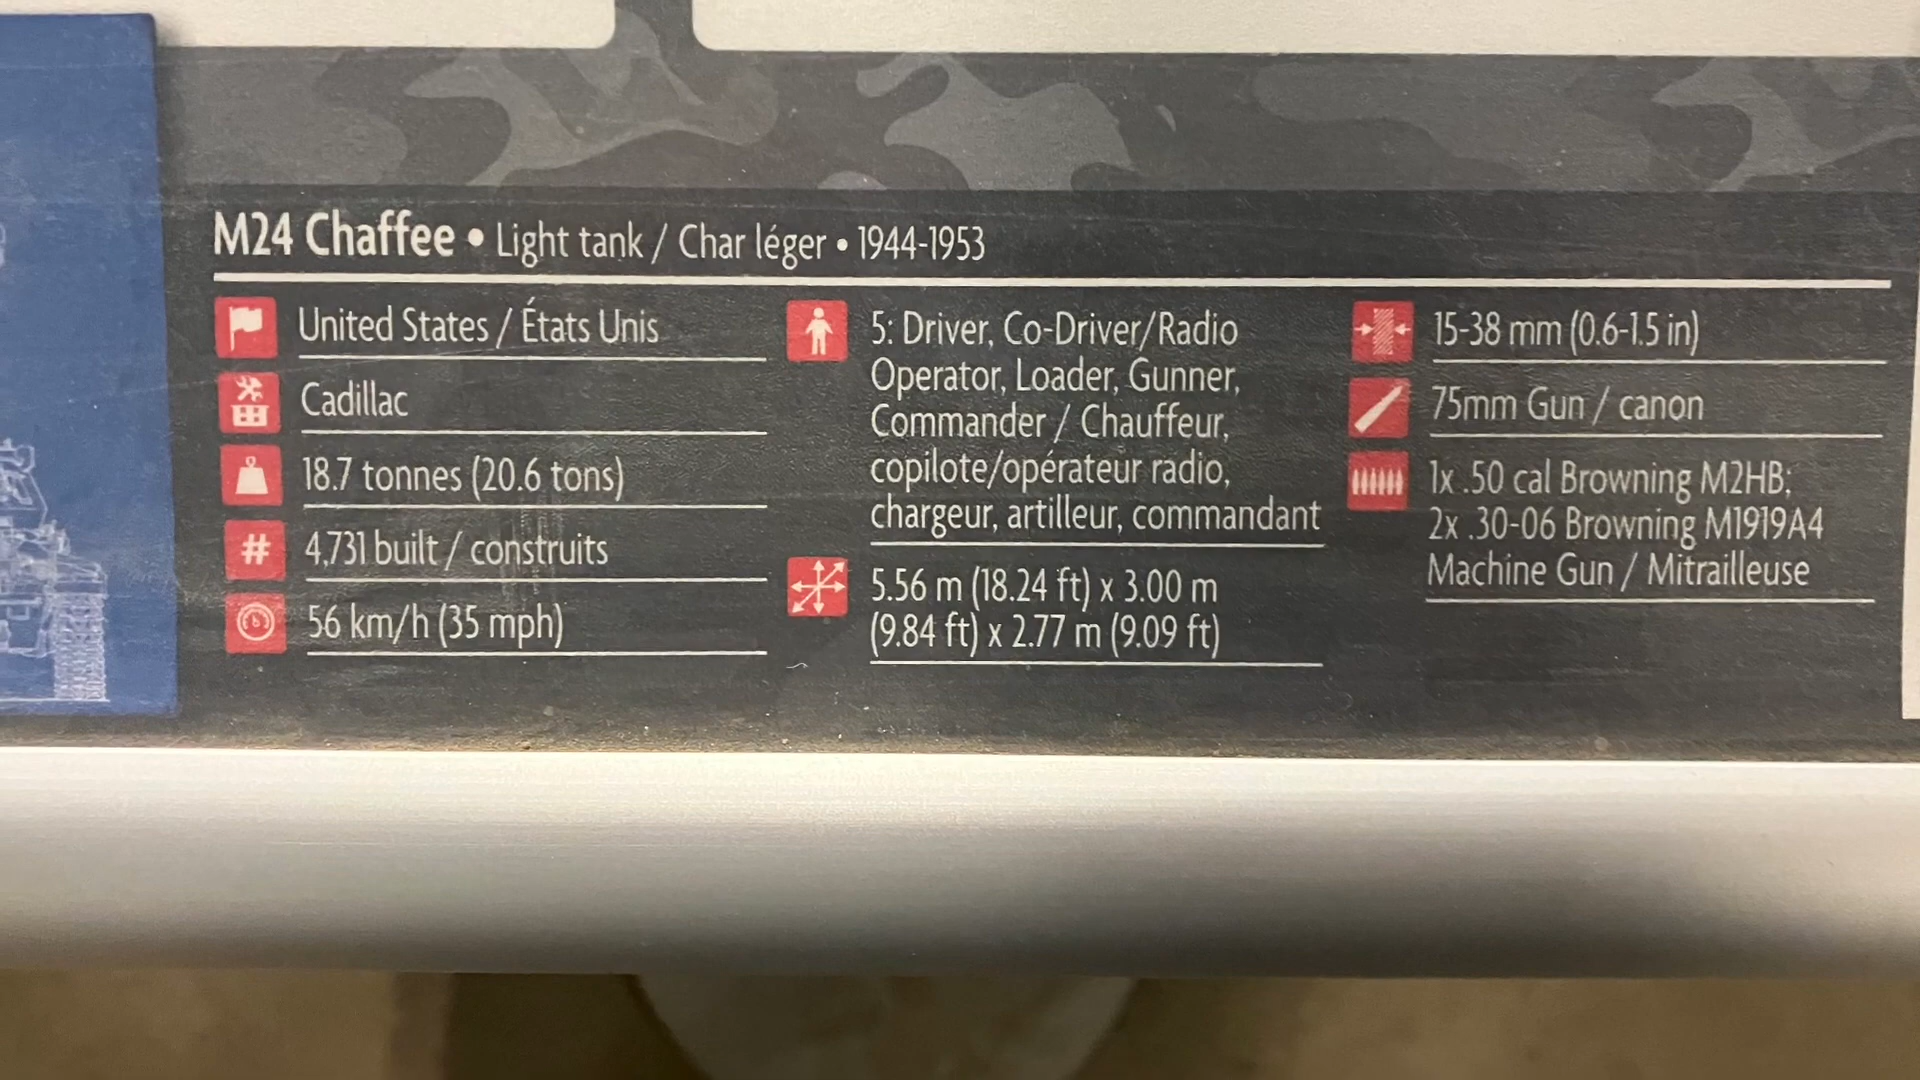 M24 Chaffee • Light tank / Char léger • 1944-1953
United States / États Unis
Cadillac
18.7 tonnes (20.6 tons)
# 4,731 built / construits
56 km/h (35 mph)
5: Driver, Co-Driver/Radio
Operator, Loader, Gunner,
Commander / Chauffeur,
copilote/opérateur radio,
chargeur, artilleur, commandant
5.56 m (18.24 ft) x 3.00 m
(9.84 ft) x 2.77 m (9.09 ft)
15-38 mm (0.6-1.5 in)
75mm Gun / canon
1x .50 cal Browning M2HB;
2x .30-06 Browning M1919A4
Machine Gun / Mitrailleuse